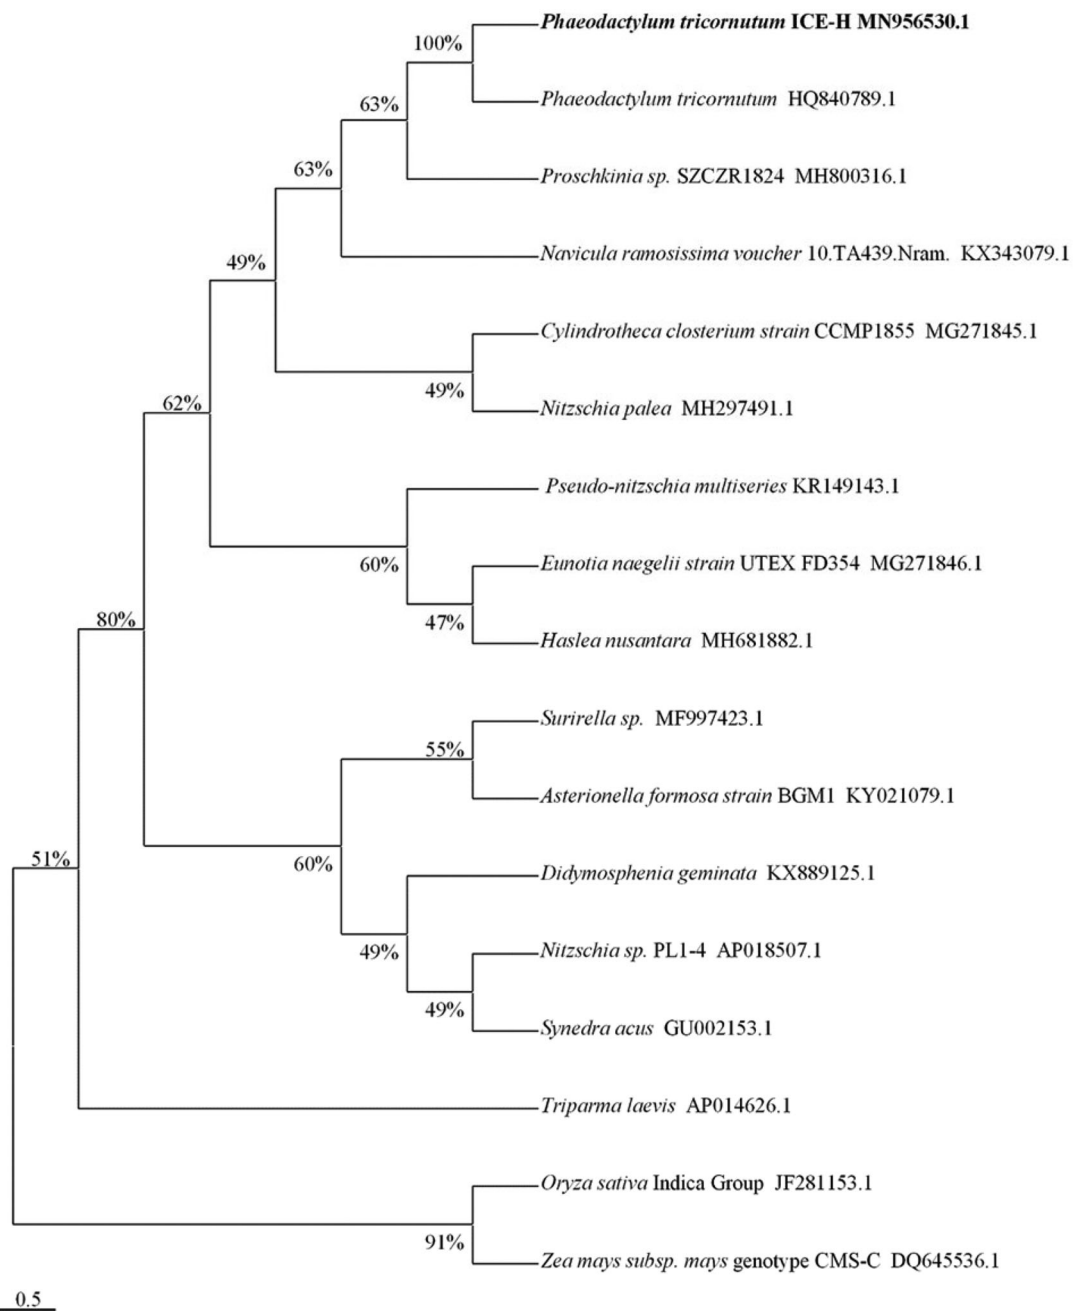 Phaeodactylum tricornutum ICE-H MN956530.1
100%
Phaeodactylum tricornutum HQ840789.1
63%
Proschkinia sp. SZCZR1824 MH800316.1
63%
Navicula ramosissima voucher 10.TA439.Nram. KX343079.1
49%
Cylindrotheca closterium strain CCMP1855 MG271845.1
49%
Nitzschia palea MH297491.1
62%
Pseudo-nitzschia multiseries KR149143.1
60%
Eunotia naegelii strain UTEX FD354 MG271846.1
47%
Haslea nusantara MH681882.1
80%
Surirella sp. MF997423.1
55%
Asterionella formosa strain BGM1 KY021079.1
60%
Didymosphenia geminata KX889125.1
51%
49%
Nitzschia sp. PL1-4 AP018507.1
49%
Synedra acus GU002153.1
Triparma laevis AP014626.1
Oryza sativa Indica Group JF281153.1
91%
Zea mays subsp. mays genotype CMS-C DQ645536.1
0.5